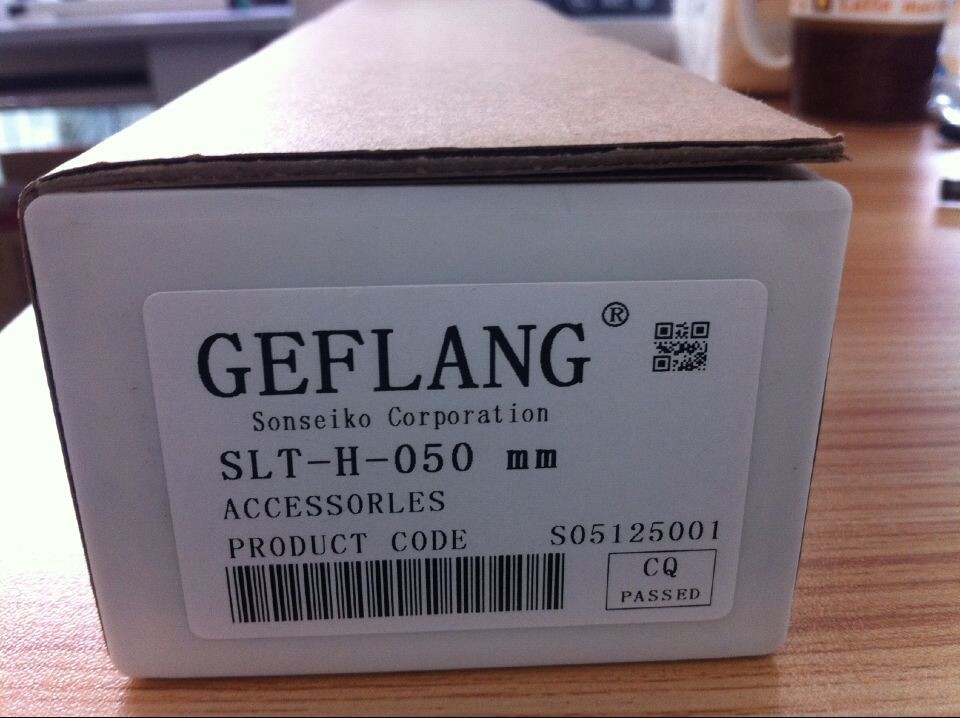 GEFLANG®
Sonseiko Corporation
SLT-H-050 mm
ACCESSORLES
PRODUCT CODE S05125001
CQ
PASSED